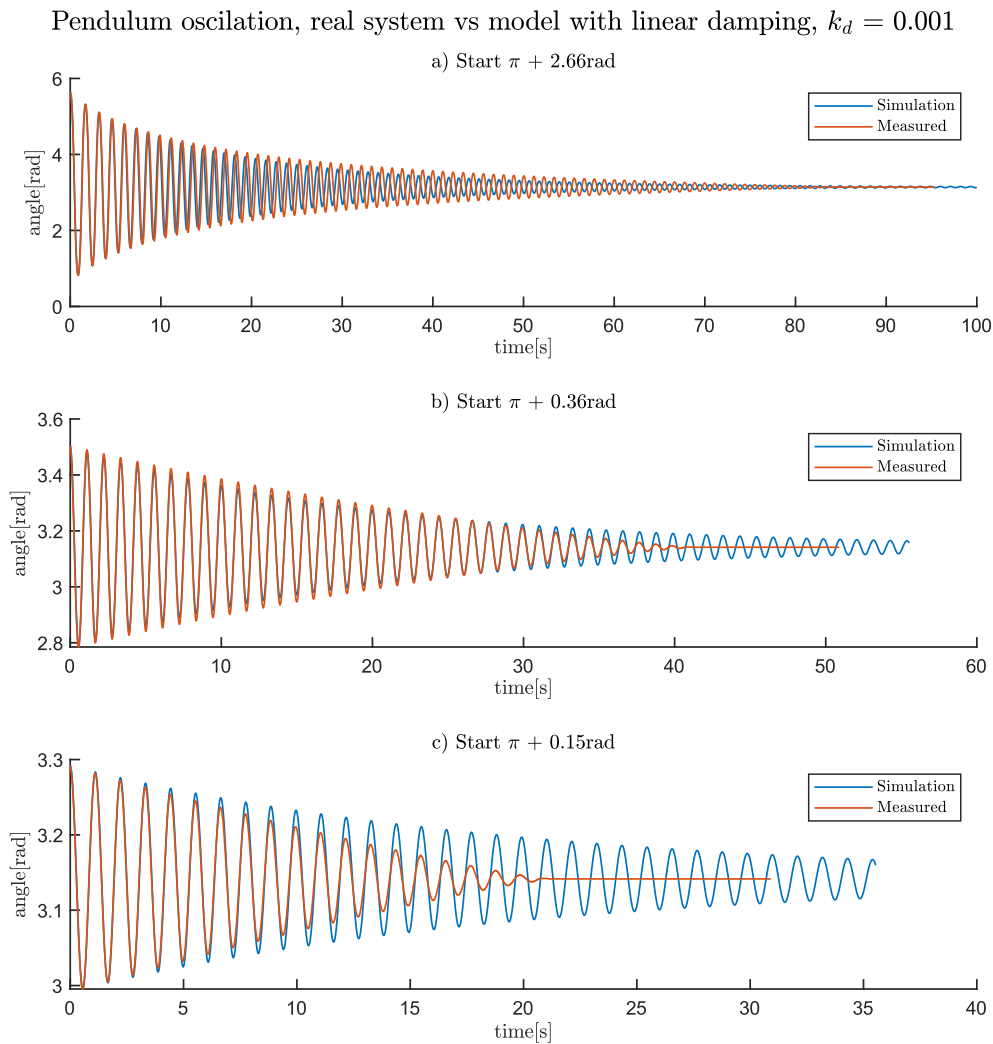 Pendulum oscilation, real system vs model with linear damping, $k_d = 0.001$
a) Start π + 2.66rad
6
4
2
0
angle[rad]
Simulation
Measured
0 10 20 30 40 50 60 70 80 90 100
time[s]
b) Start π + 0.36rad
3.6
3.4
3.2
3
2.8
angle[rad]
Simulation
Measured
0 10 20 30 40 50 60
time[s]
c) Start π + 0.15rad
3.3
3.2
3.1
3
angle[rad]
Simulation
Measured
0 5 10 15 20 25 30 35 40
time[s]